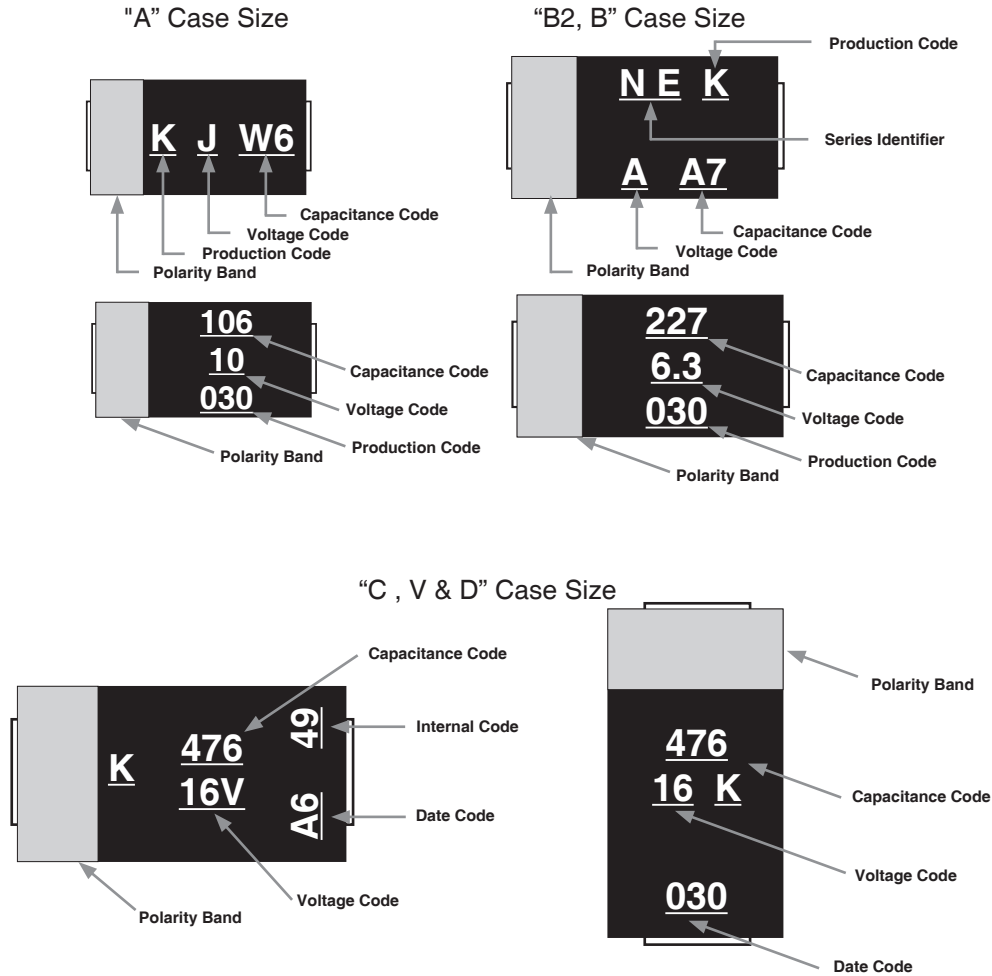 "A” Case Size
K J W6
Capacitance Code
Voltage Code
Production Code
Polarity Band
106
10
030
Capacitance Code
Voltage Code
Production Code
Polarity Band
“B2, B” Case Size
N E K
A A7
Production Code
Series Identifier
Capacitance Code
Voltage Code
Polarity Band
227
6.3
030
Capacitance Code
Voltage Code
Production Code
Polarity Band
“C , V & D” Case Size
K
476
16V
49
A6
Capacitance Code
Internal Code
Date Code
Voltage Code
Polarity Band
476
16 K
030
Polarity Band
Capacitance Code
Voltage Code
Date Code